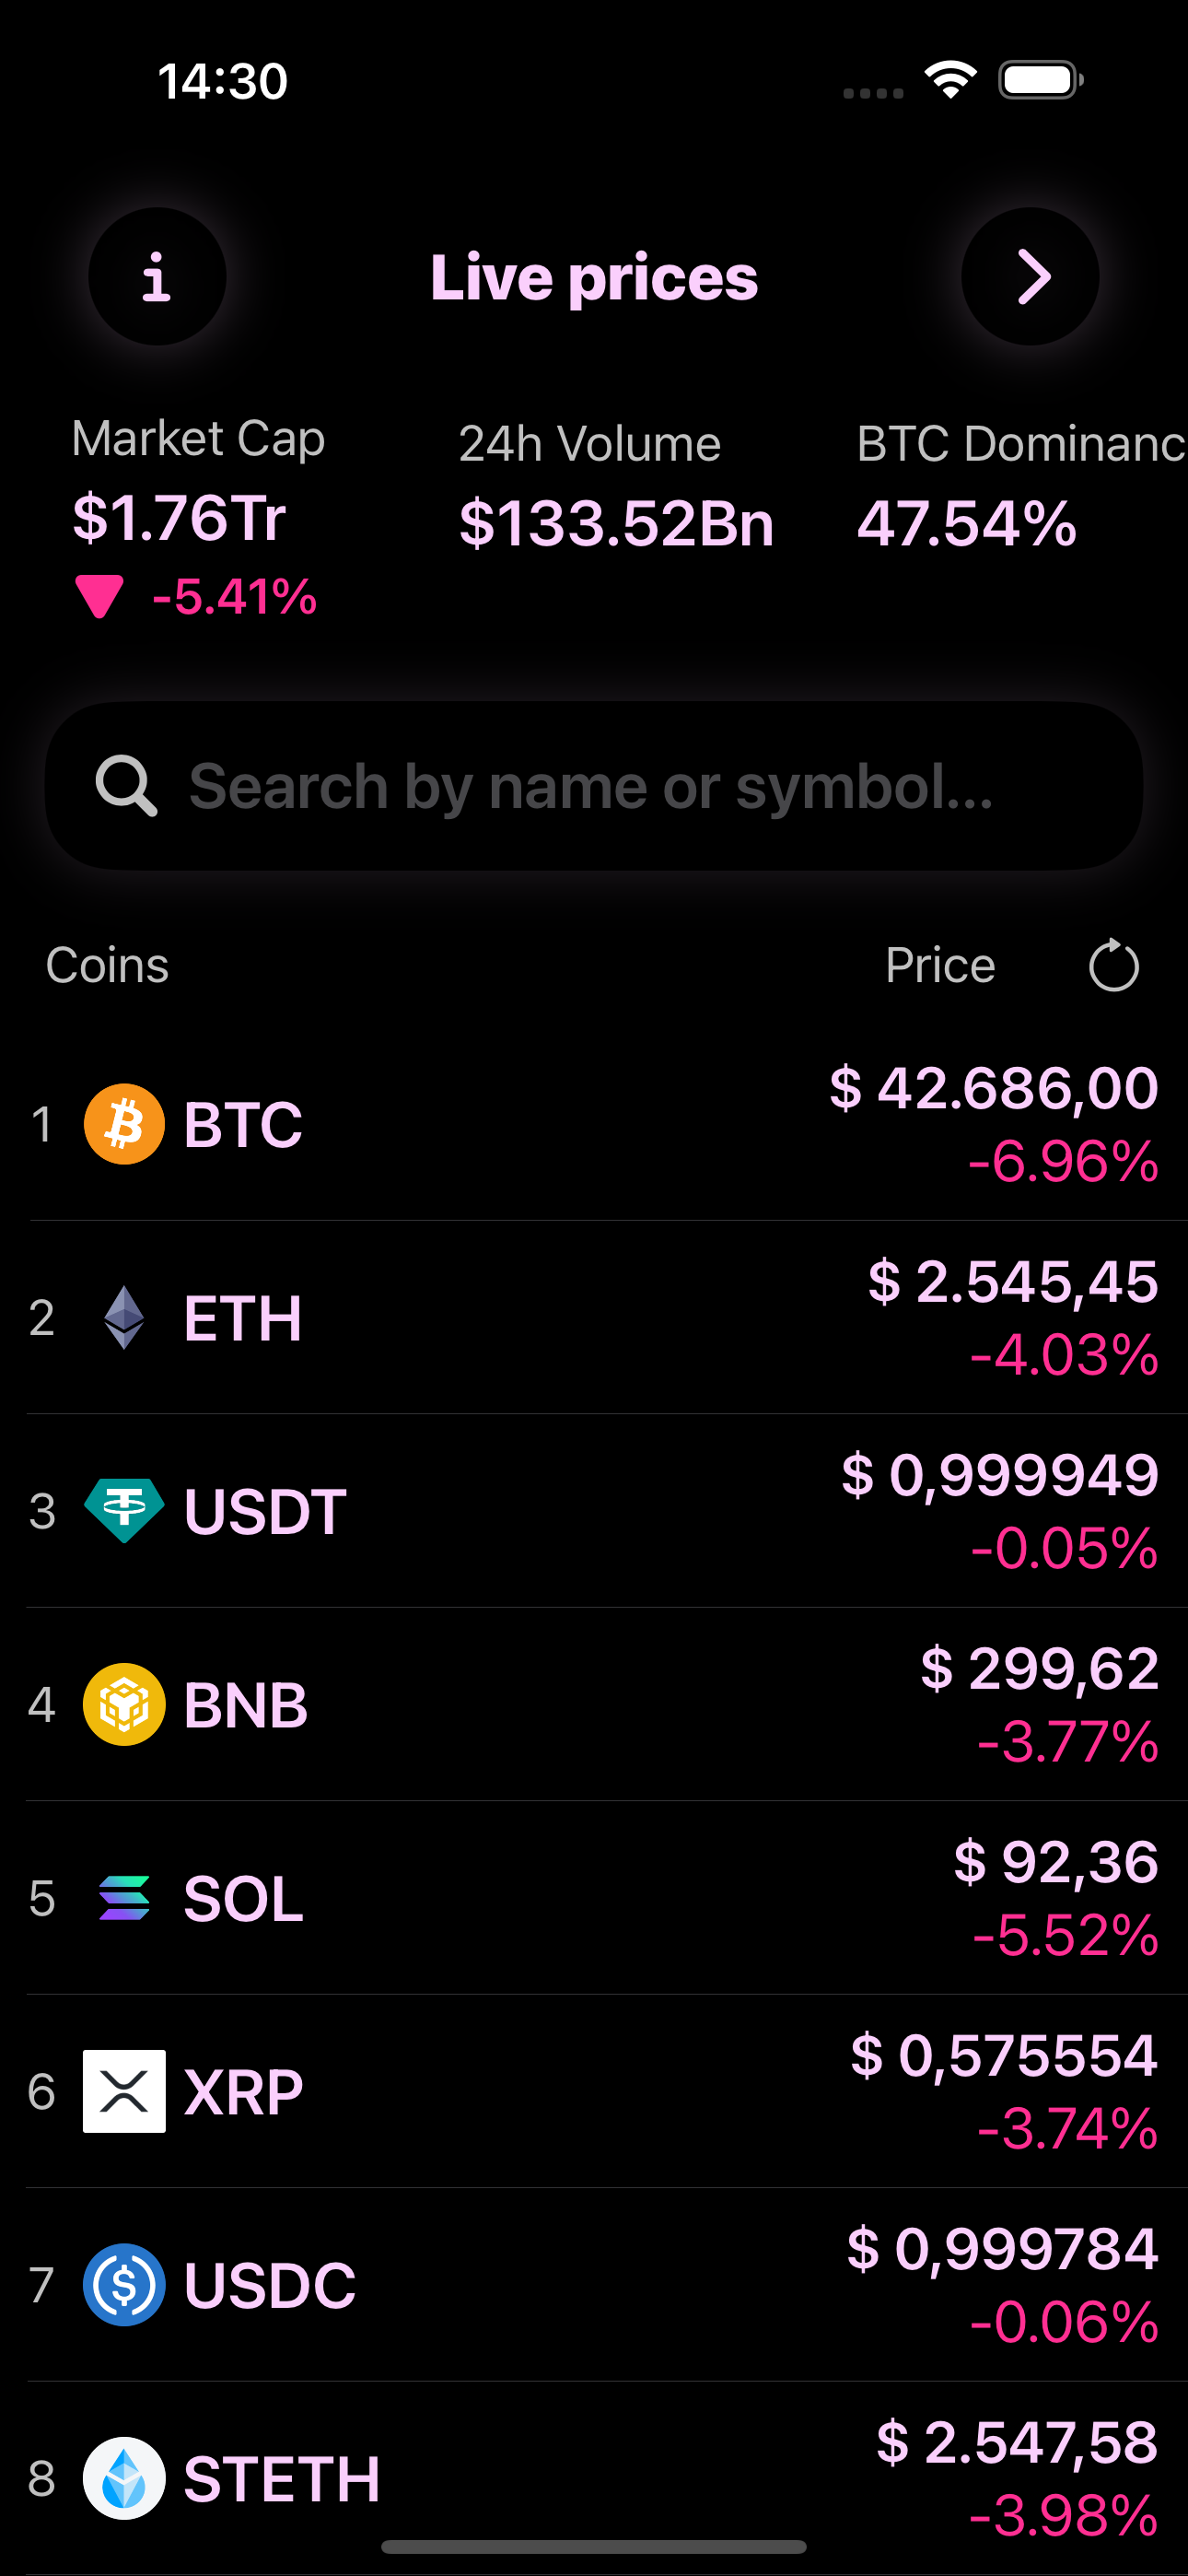 14:30
i
Live prices
Market Cap
$1.76Tr
-5.41%
24h Volume
$133.52Bn
BTC Dominanc
47.54%
Search by name or symbol...
Coins
Price
1 BTC $ 42.686,00
-6.96%
2 ETH $ 2.545,45
-4.03%
3 USDT $ 0,999949
-0.05%
4 BNB $ 299,62
-3.77%
5 SOL $ 92,36
-5.52%
6 XRP $ 0,575554
-3.74%
7 USDC $ 0,999784
-0.06%
8 STETH $ 2.547,58
-3.98%